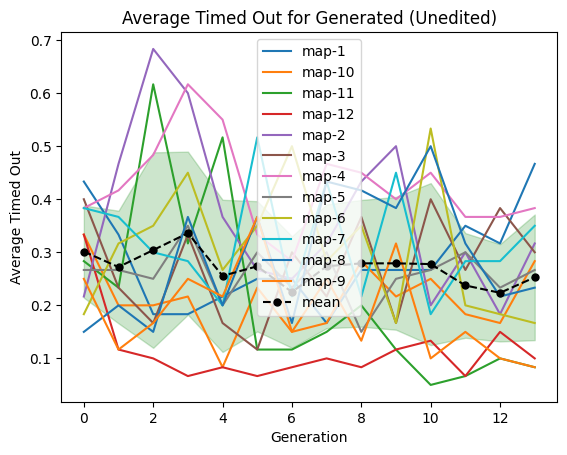 Average Timed Out for Generated (Unedited)
Average Timed Out
0.7
0.6
0.5
0.4
0.3
0.2
0.1
map-1
map-10
map-11
map-12
map-2
map-3
map-4
map-5
map-6
map-7
map-8
map-9
mean
0 2 4 6 8 10 12
Generation